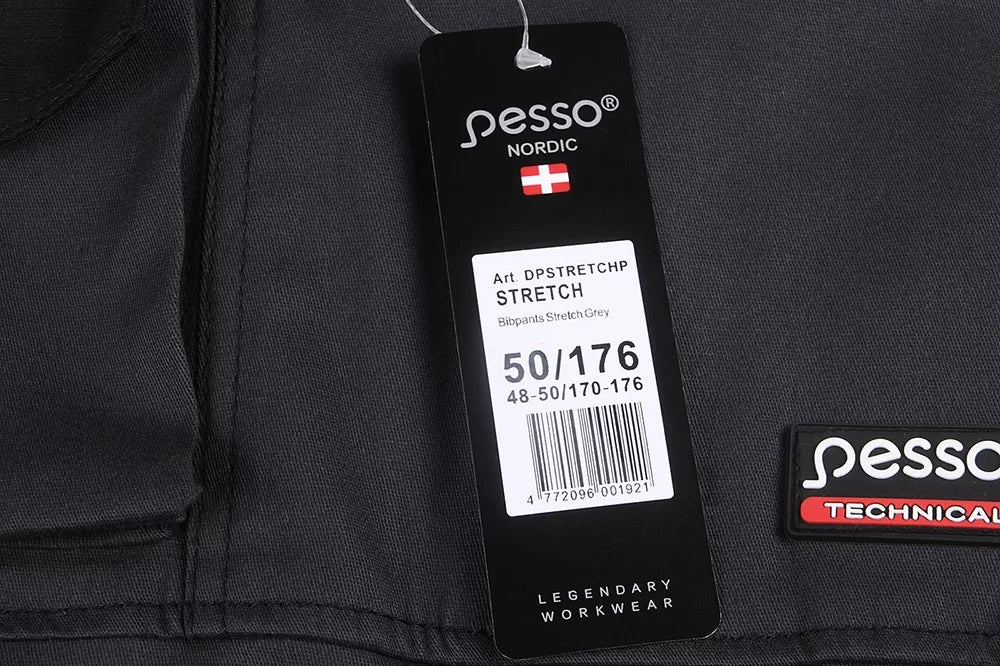 pesso®
NORDIC
Art. DPSTRETCHP
STRETCH
Bibpants Stretch Grey
50/176
48-50/170-176
4 772096 001921
LEGENDARY
WORKWEAR
pesso
TECHNICAL